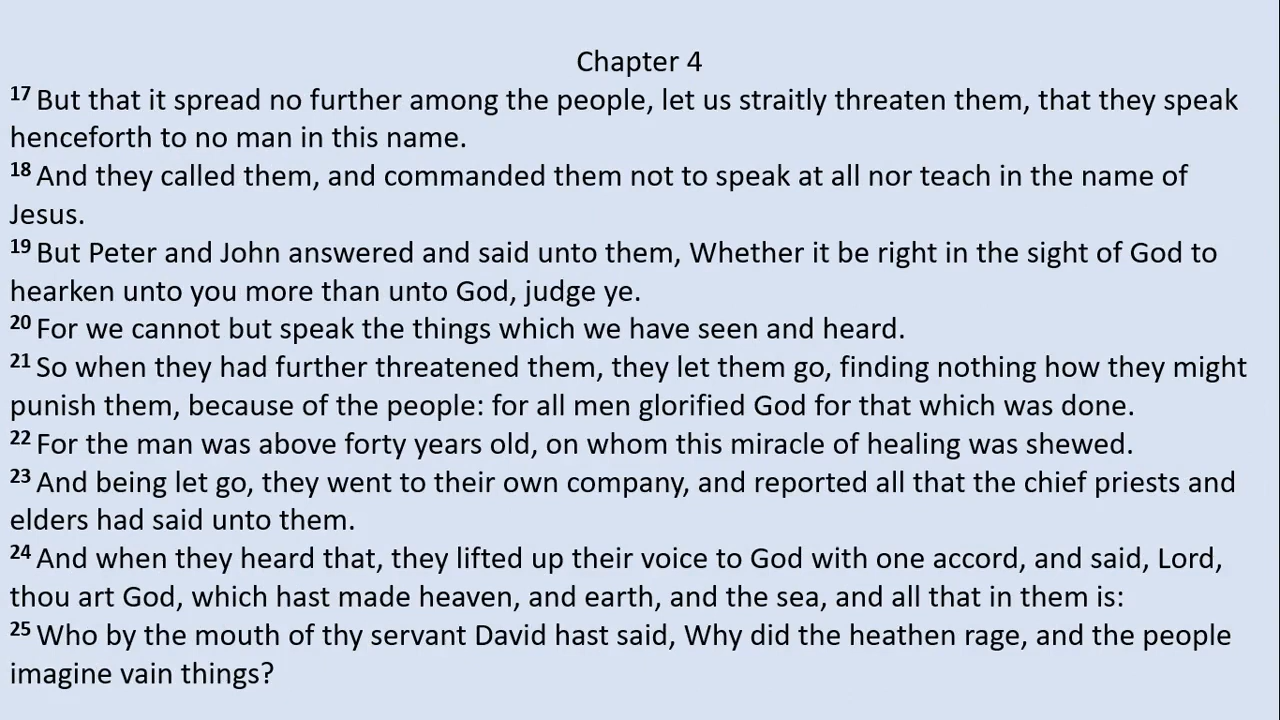 Chapter 4
17 But that it spread no further among the people, let us straitly threaten them, that they speak
henceforth to no man in this name.
18 And they called them, and commanded them not to speak at all nor teach in the name of
Jesus.
19 But Peter and John answered and said unto them, Whether it be right in the sight of God to
hearken unto you more than unto God, judge ye.
20 For we cannot but speak the things which we have seen and heard.
21 So when they had further threatened them, they let them go, finding nothing how they might
punish them, because of the people: for all men glorified God for that which was done.
22 For the man was above forty years old, on whom this miracle of healing was shewed.
23 And being let go, they went to their own company, and reported all that the chief priests and
elders had said unto them.
24 And when they heard that, they lifted up their voice to God with one accord, and said, Lord,
thou art God, which hast made heaven, and earth, and the sea, and all that in them is:
25 Who by the mouth of thy servant David hast said, Why did the heathen rage, and the people
imagine vain things?